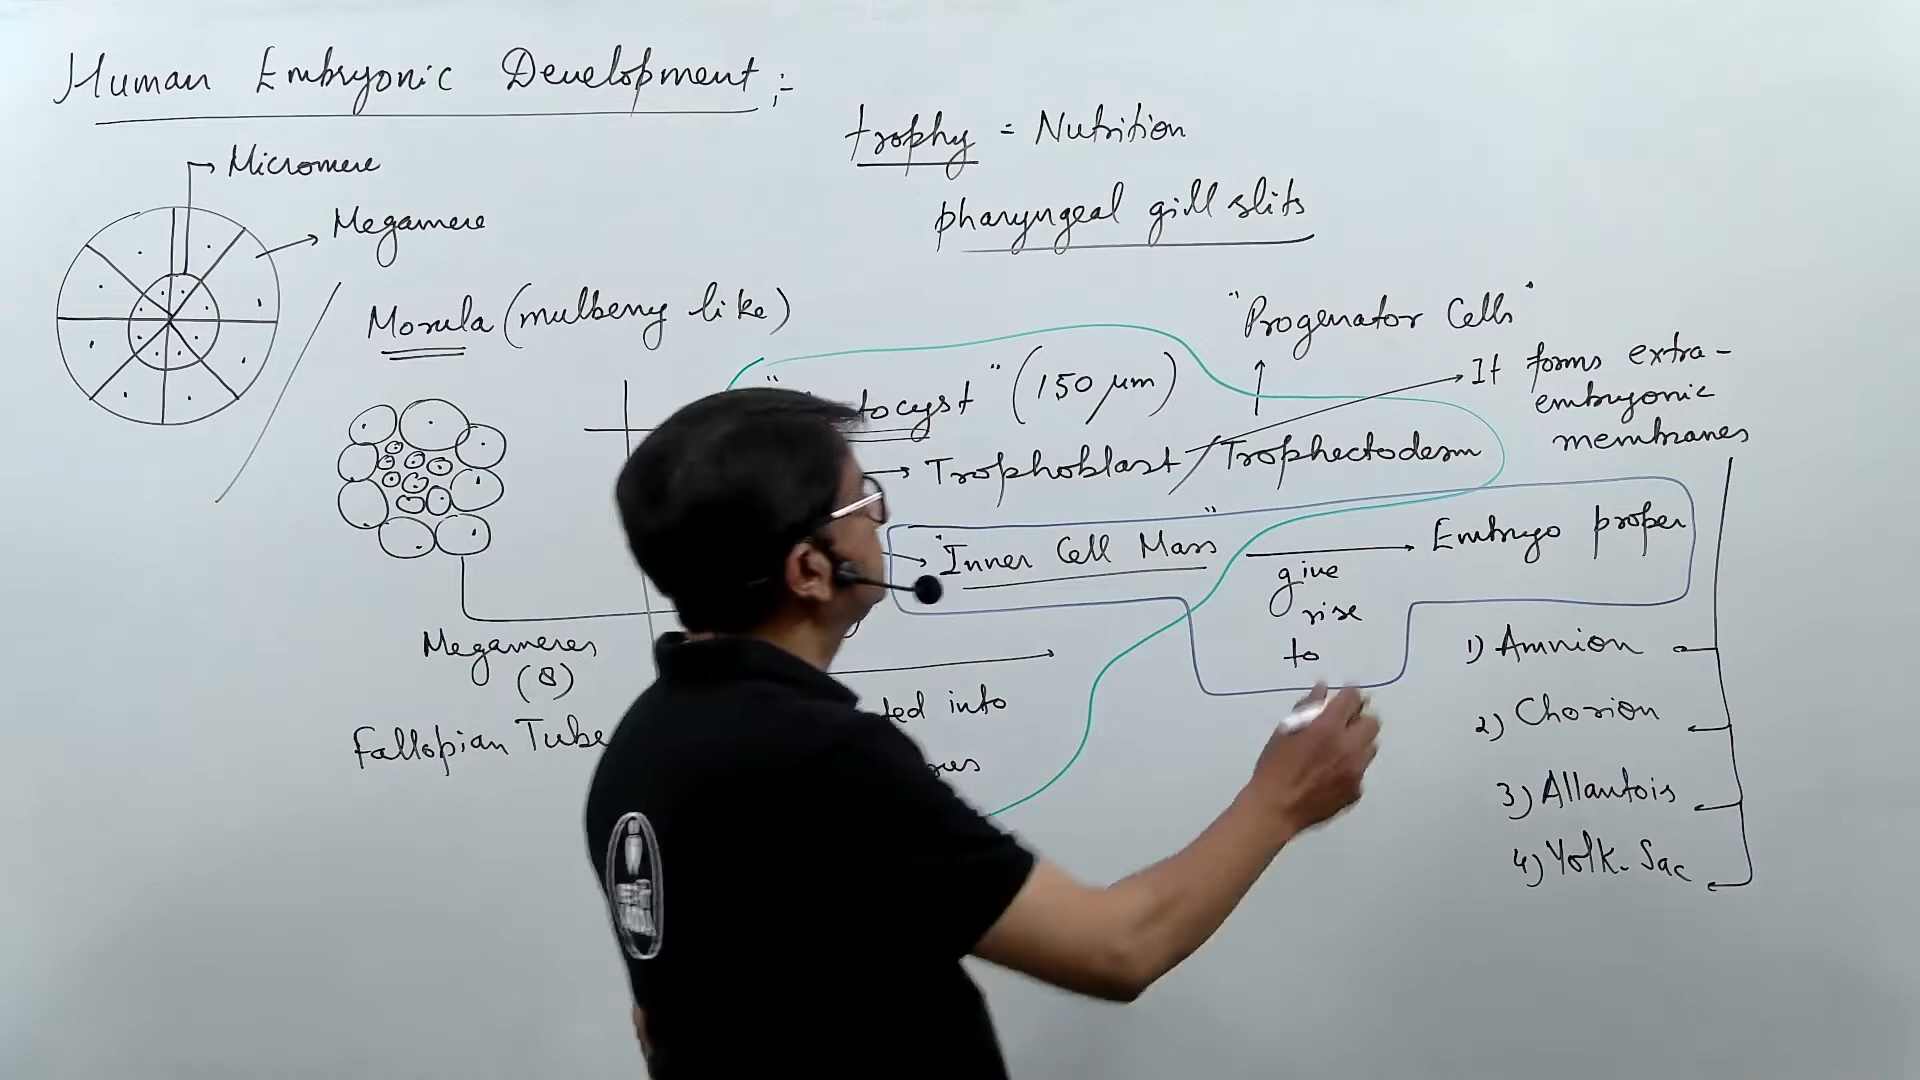 Human Embryonic Development :-
trophy = Nutrition
Micromere
Megamere
pharyngeal gill slits
Morula (mulberry like)
"Progenator Cells"
(150 μm)
It forms extra-
embryonic
membranes
Trophoblast / Trophectoderm
"Inner Cell Mass"
Embryo proper
give
rise
to
Megameres
(8)
Fallopian Tube
into
1) Amnion
2) Chorion
3) Allantois
4) Yolk. Sac